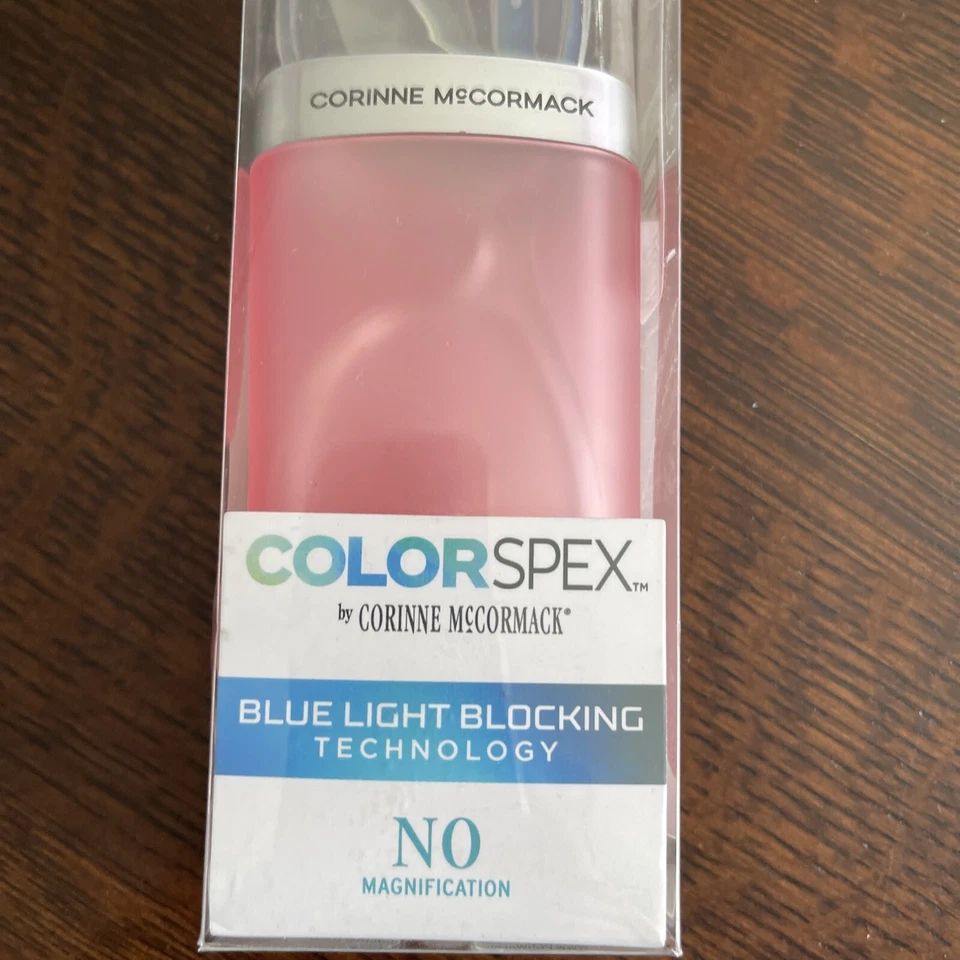 CORINNE MCCORMACK
COLORSPEX™
by CORINNE MCCORMACK®
BLUE LIGHT BLOCKING
TECHNOLOGY
NO
MAGNIFICATION